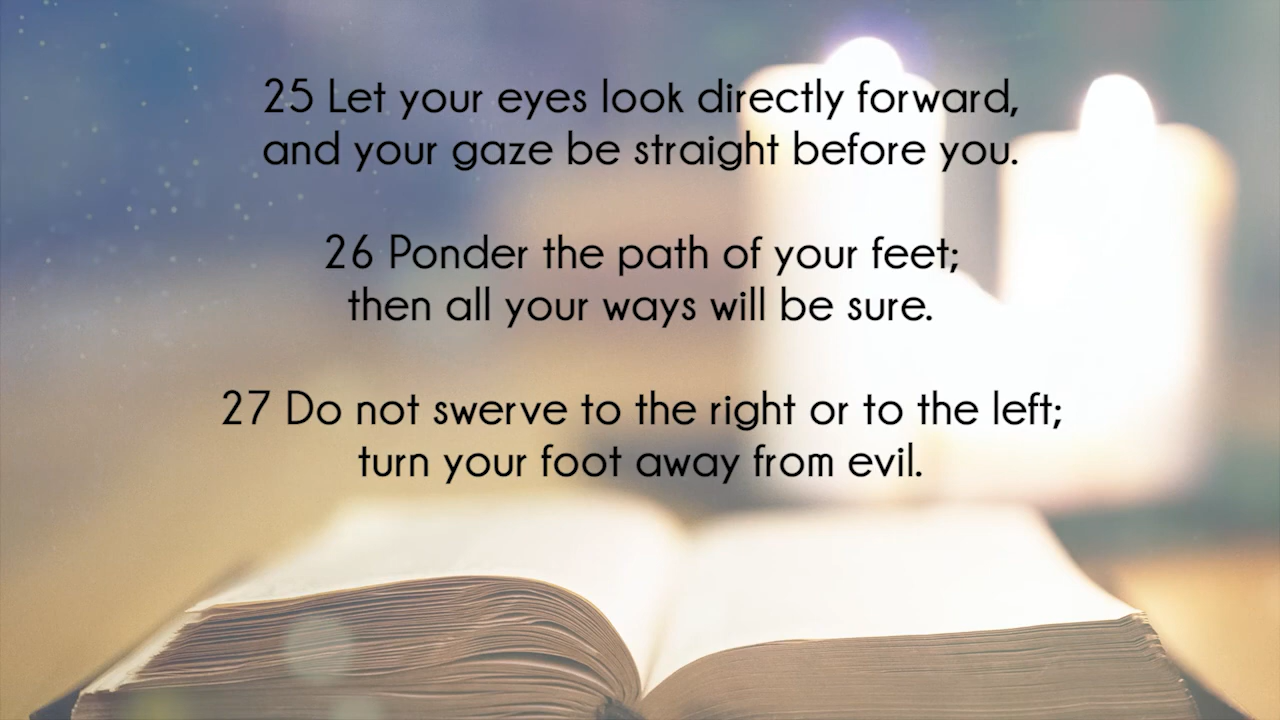 25 Let your eyes look directly forward,
and your gaze be straight before you.
26 Ponder the path of your feet;
then all your ways will be sure.
27 Do not swerve to the right or to the left;
turn your foot away from evil.